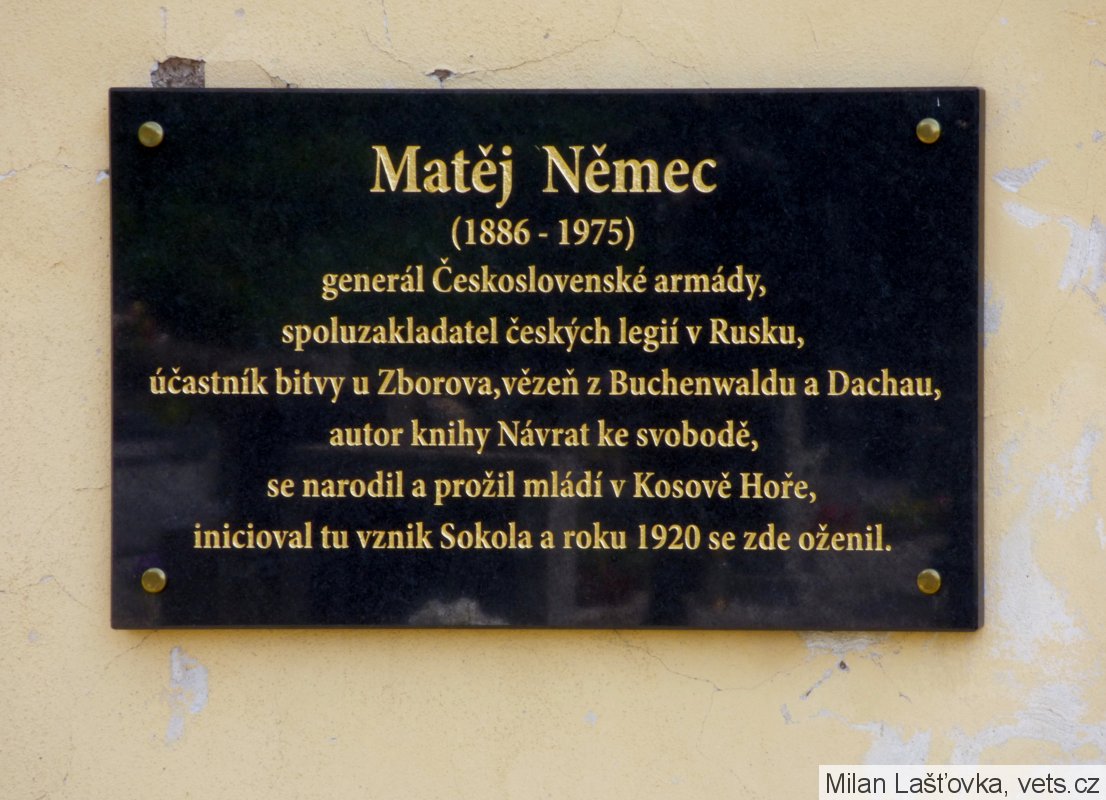 Matěj Němec
(1886 - 1975)
generál Československé armády,
spoluzakladatel českých legií v Rusku,
účastník bitvy u Zborova,vězeň z Buchenwaldu a Dachau,
autor knihy Návrat ke svobodě,
se narodil a prožil mládí v Kosově Hoře,
inicioval tu vznik Sokola a roku 1920 se zde oženil.
Milan Lašťovka, vets.cz